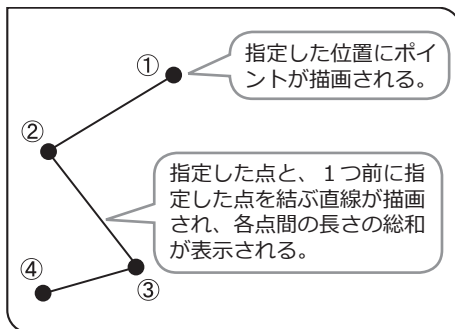 ①
指定した位置にポイ
ントが描画される。
②
指定した点と、１つ前に
指定した点を結ぶ直線が描画
され、各点間の長さの総和
が表示される。
④
③